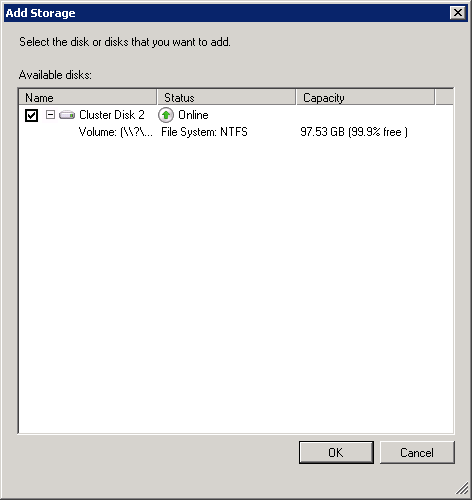 Add Storage
Select the disk or disks that you want to add.
Available disks:
Name Status Capacity
Cluster Disk 2 Online
Volume: (\\?\... File System: NTFS 97.53 GB (99.9% free )
OK Cancel